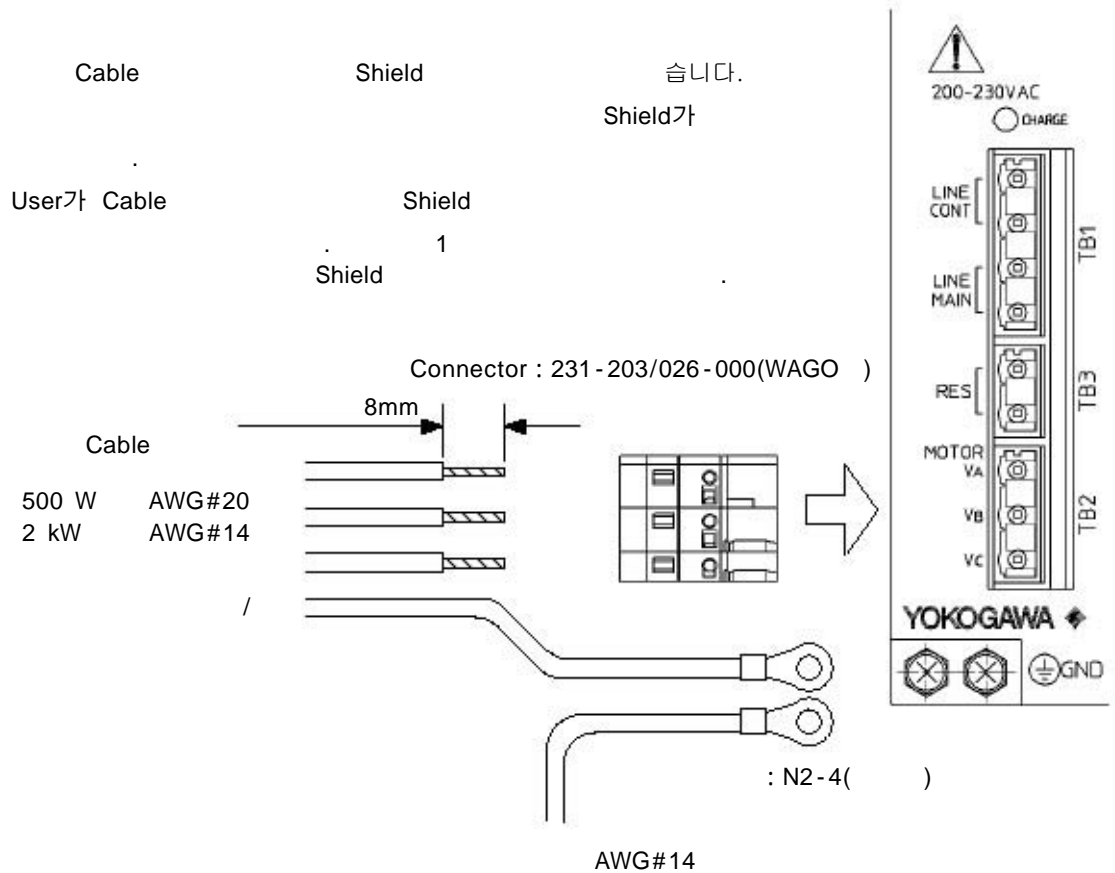 Cable Shield 습니다.
Shield가
.
User가 Cable Shield
. 1
Shield .
Connector : 231-203/026-000(WAGO )
8mm
Cable
500 W AWG#20
2 kW AWG#14
/
: N2-4( )
AWG#14
200-230VAC
CHARGE
LINE
CONT
LINE
MAIN
TB1
RES
TB3
MOTOR
VA
VB
VC
TB2
YOKOGAWA
GND